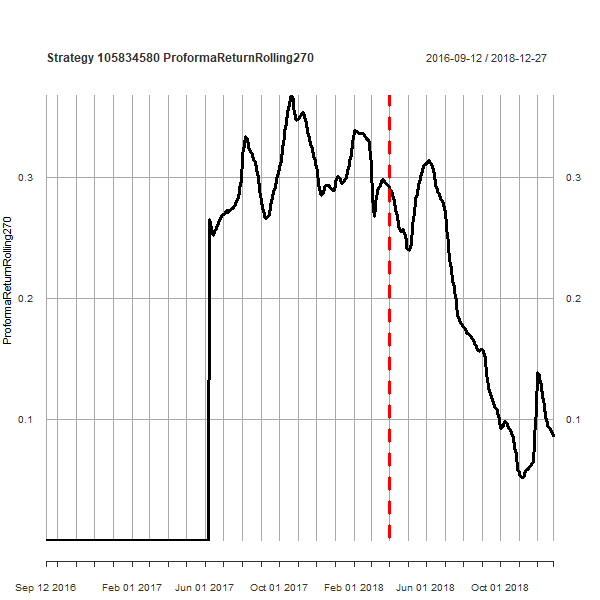 Strategy 105834580 ProformaReturnRolling270
2016-09-12 / 2018-12-27
ProformaReturnRolling270
0.3
0.2
0.1
0.3
0.2
0.1
Sep 12 2016
Feb 01 2017
Jun 01 2017
Oct 01 2017
Feb 01 2018
Jun 01 2018
Oct 01 2018